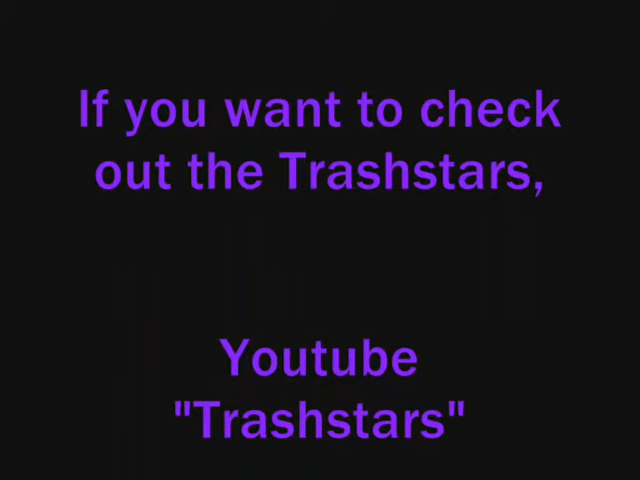 If you want to check
out the Trashstars,
Youtube
"Trashstars"